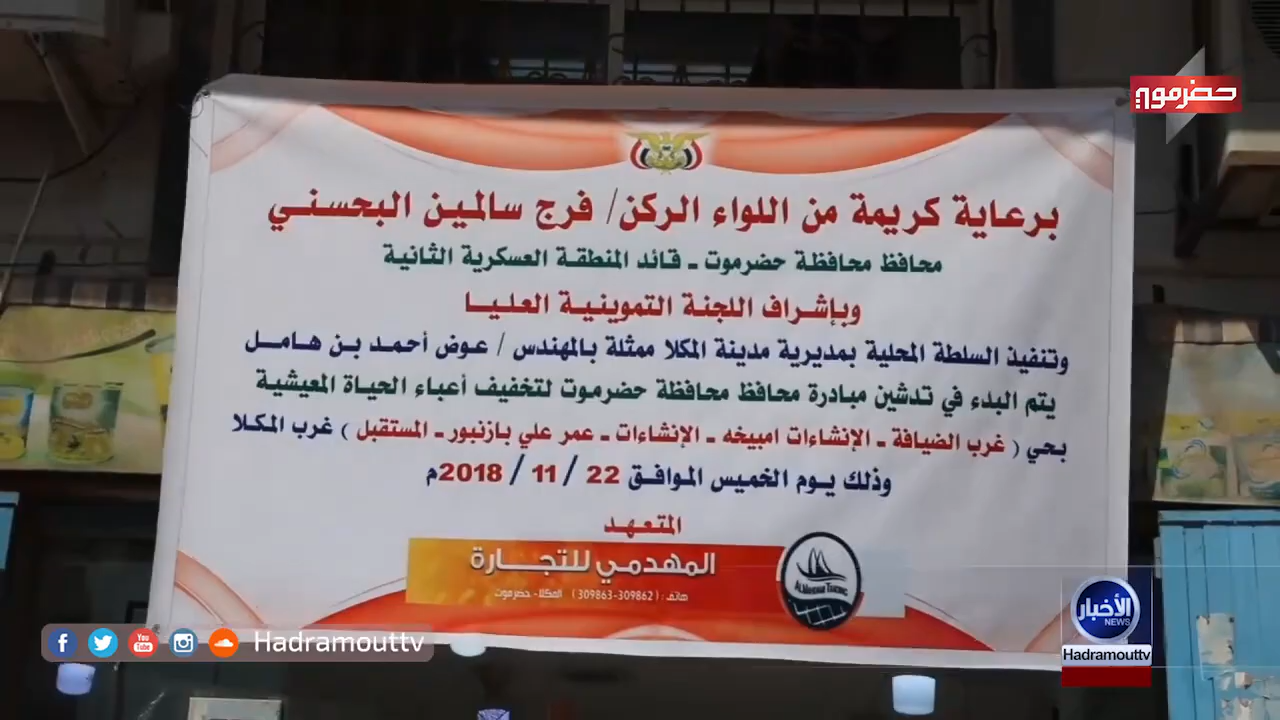 حضرموت
برعاية كريمة من اللواء الركن/ فرج سالمين البحسني
محافظ محافظة حضرموت ـ قائد المنطقة العسكرية الثانية
وبإشراف اللجنة التموينية العليا
وتنفيذ السلطة المحلية بمديرية مدينة المكلا ممثلة بالمهندس / عوض أحمد بن هامل
يتم البدء في تدشين مبادرة محافظ محافظة حضرموت لتخفيف أعباء الحياة المعيشية
بحي ( غرب الضيافة ـ الإنشاءات امبيخه ـ الإنشاءات ـ عمر علي بازنبور ـ المستقبل ) غرب المكلا
وذلك يوم الخميس الموافق 22 / 11 / 2018م
المتعهد
المهدمي للتجارة
هاتف : (309862-309863) المكلا - حضرموت
الأخبار
NEWS
Hadramouttv
Hadramouttv